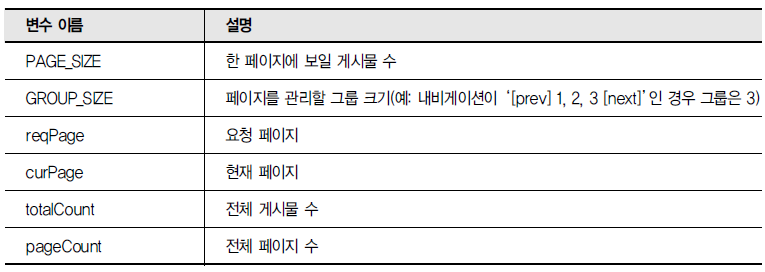 변수 이름 설명
PAGE_SIZE 한 페이지에 보일 게시물 수
GROUP_SIZE 페이지를 관리할 그룹 크기(예: 내비게이션이 ‘[prev] 1, 2, 3 [next]’인 경우 그룹은 3)
reqPage 요청 페이지
curPage 현재 페이지
totalCount 전체 게시물 수
pageCount 전체 페이지 수